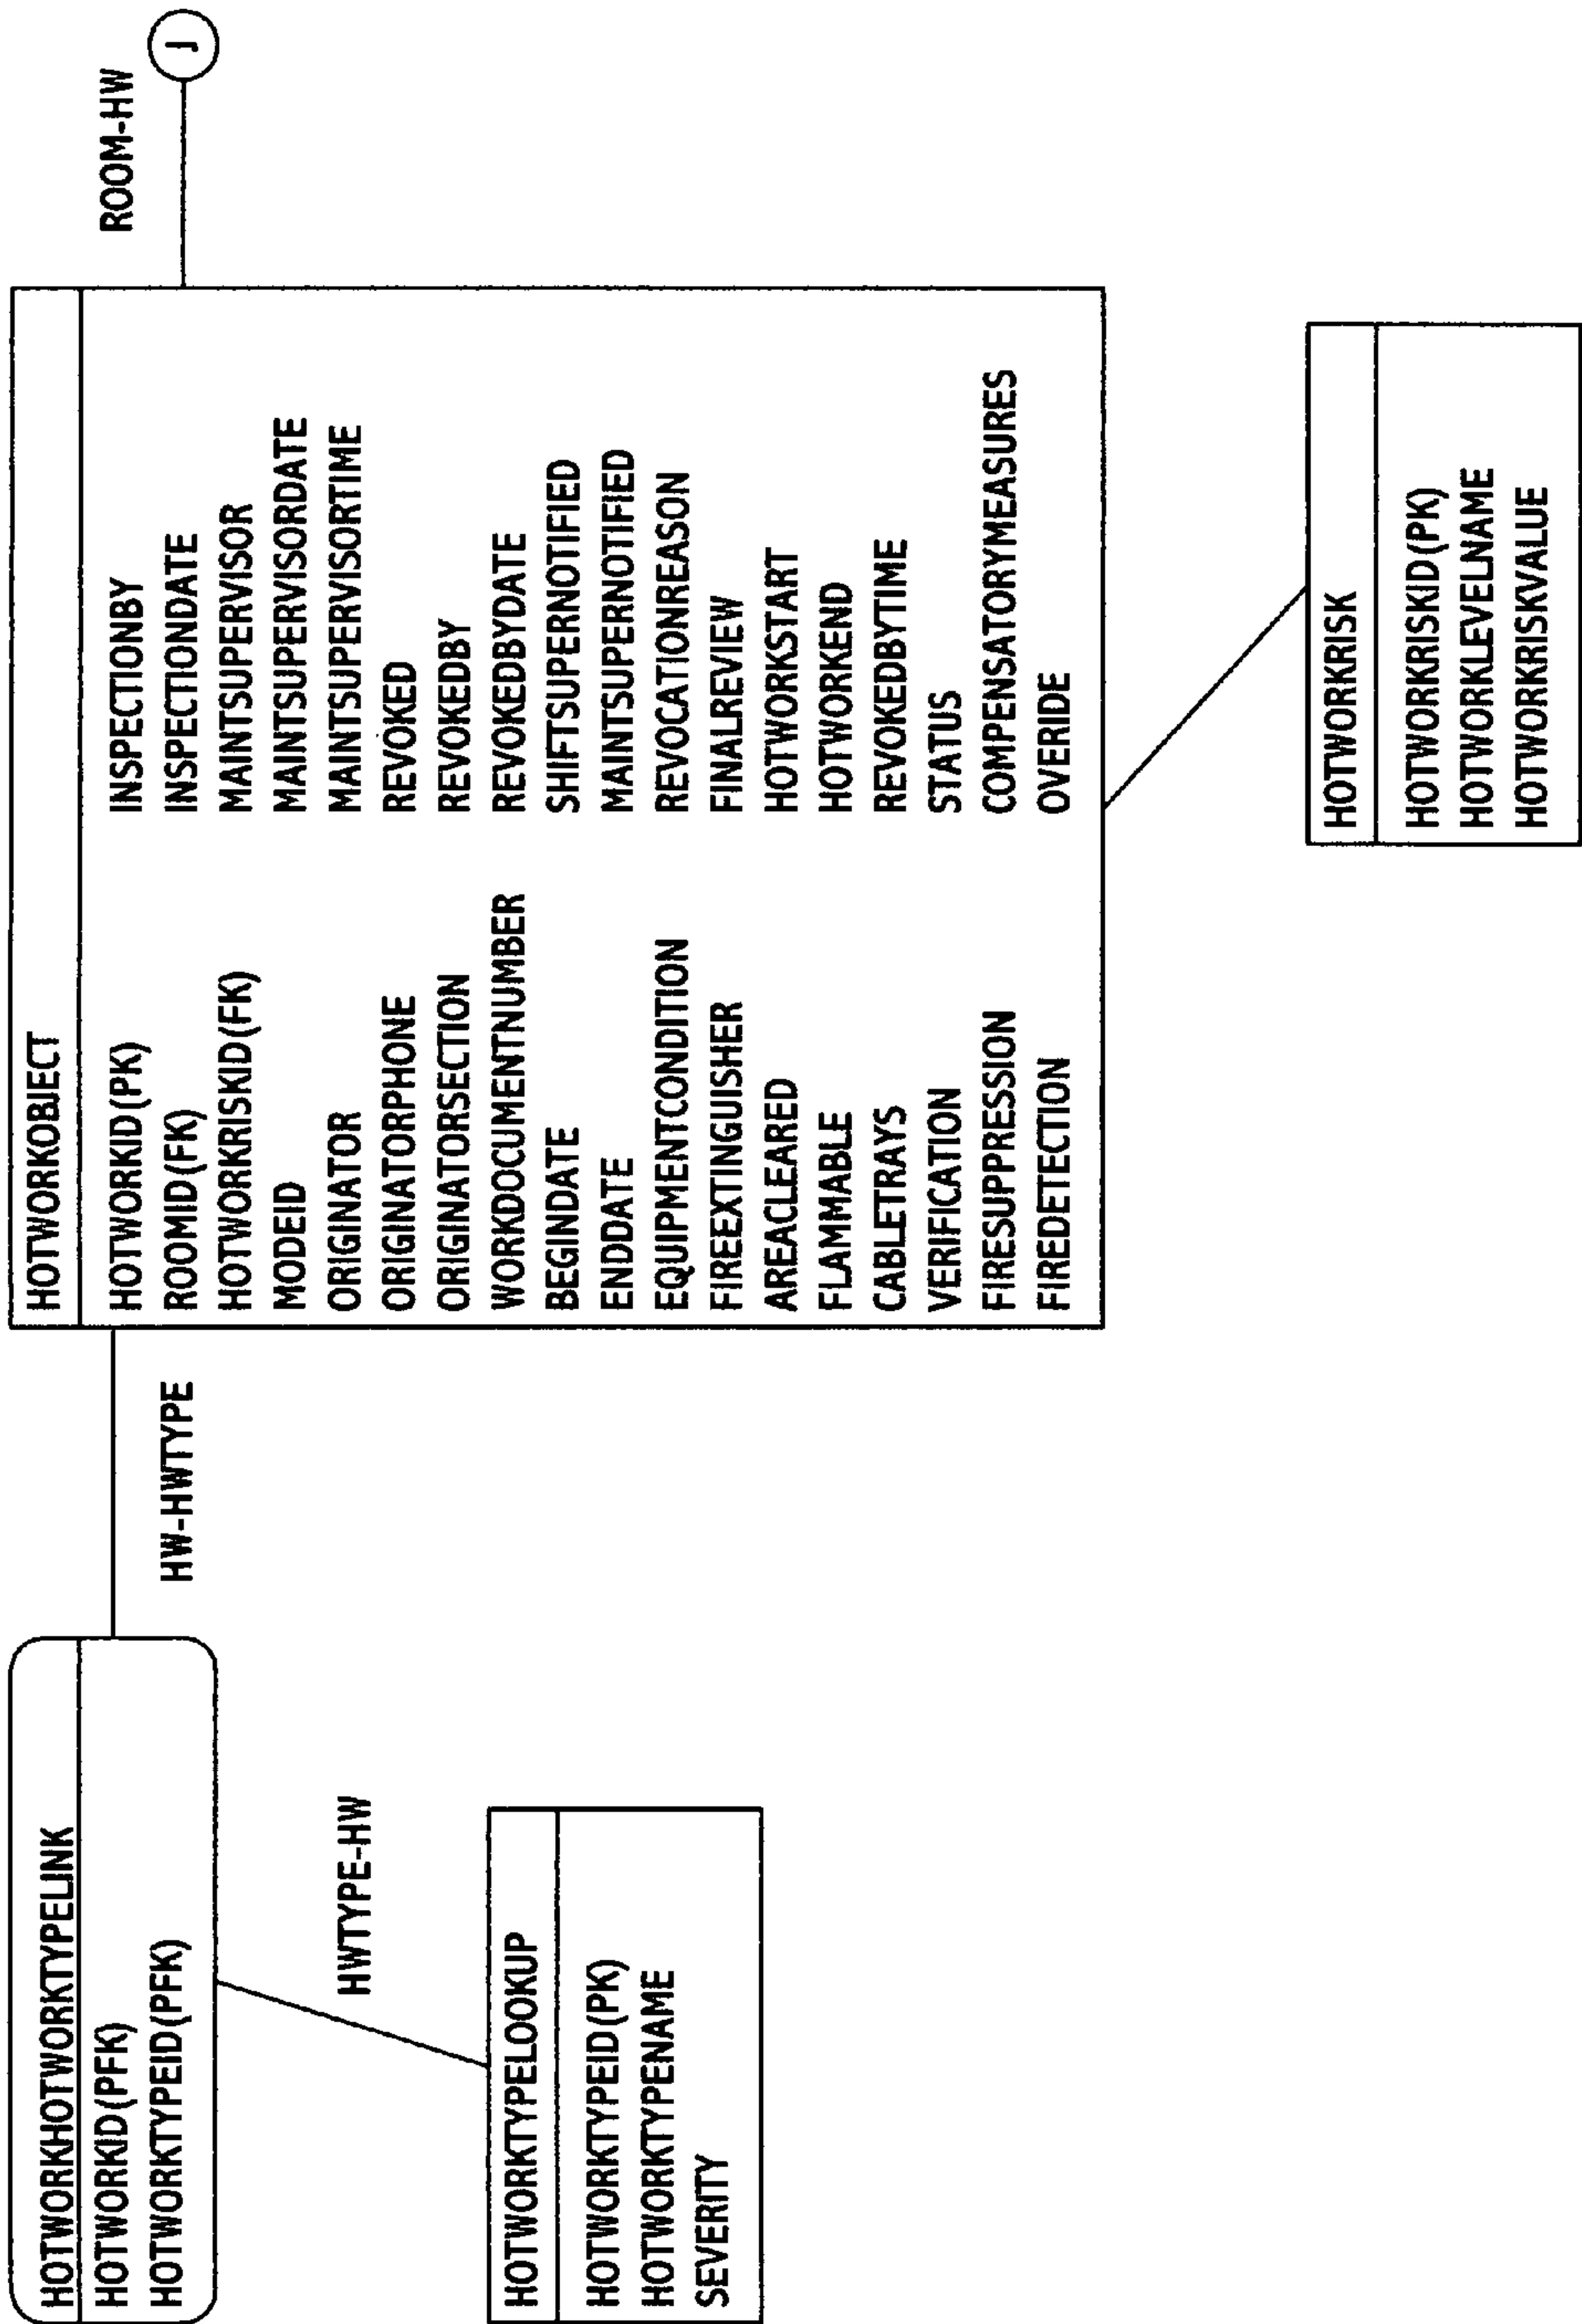 HOTWORKHOTWORKTYPELINK
HOTWORKID(PFK)
HOTWORKTYPEID(PFK)
HW-HWTYPE
HWTYPE-HW
HOTWORKTYPELOOKUP
HOTWORKTYPEID(PK)
HOTWORKTYPENAME
SEVERITY
HOTWORKOBJECT
HOTWORKID(PK)
ROOMID(FK)
HOTWORKRISKID(FK)
MODEID
ORIGINATOR
ORIGINATORPHONE
ORIGINATORSECTION
WORKDOCUMENTNUMBER
BEGINDATE
ENDDATE
EQUIPMENTCONDITION
FIREEXTINGUISHER
AREACLEARED
FLAMMABLE
CABLETRAYS
VERIFICATION
FIRESUPPRESSION
FIREDETECTION
INSPECTIONBY
INSPECTIONDATE
MAINTSUPERVISOR
MAINTSUPERVISORDATE
MAINTSUPERVISORTIME
REVOKED
REVOKEDBY
REVOKEDBYDATE
SHIFTSUPERNOTIFIED
MAINTSUPERNOTIFIED
REVOCATIONREASON
FINALREVIEW
HOTWORKSTART
HOTWORKEND
REVOKEDBYTIME
STATUS
COMPENSATORYMEASURES
OVERIDE
ROOM-HW
J
HOTWORKRISK
HOTWORKRISKID(PK)
HOTWORKLEVELNAME
HOTWORKRISKVALUE